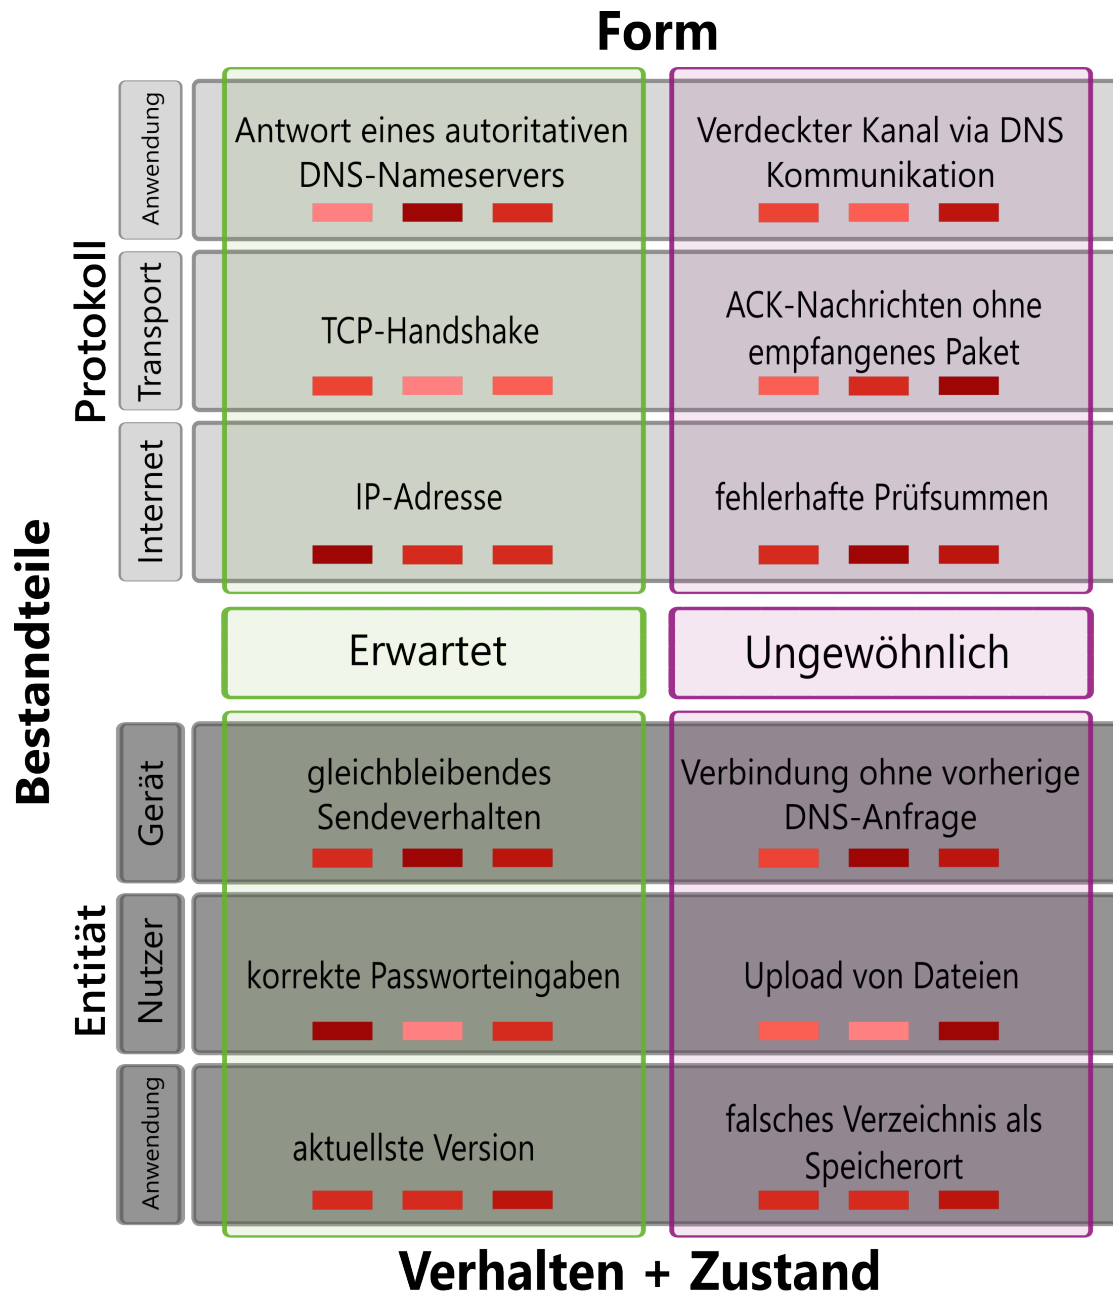 Form
Bestandteile
Protokoll
Anwendung
Antwort eines autoritativen
DNS-Nameservers
Verdeckter Kanal via DNS
Kommunikation
Transport
TCP-Handshake
ACK-Nachrichten ohne
empfangenes Paket
Internet
IP-Adresse
fehlerhafte Prüfsummen
Erwartet
Ungewöhnlich
Entität
Gerät
gleichbleibendes
Sendeverhalten
Verbindung ohne vorherige
DNS-Anfrage
Nutzer
korrekte Passworteingaben
Upload von Dateien
Anwendung
aktuellste Version
falsches Verzeichnis als
Speicherort
Verhalten + Zustand